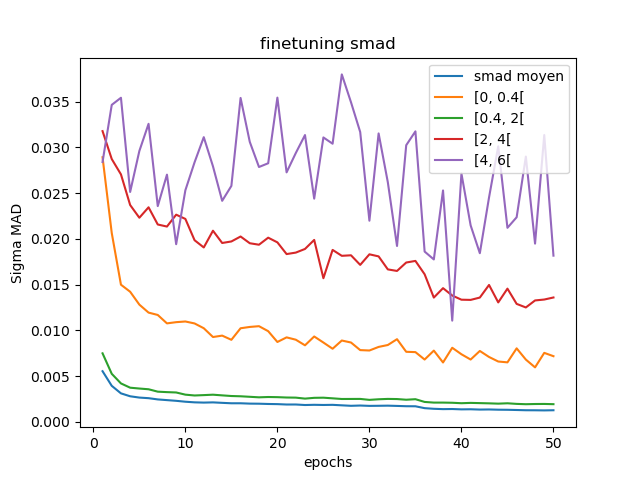 finetuning smad
Sigma MAD
0.035
0.030
0.025
0.020
0.015
0.010
0.005
0.000
smad moyen
[0, 0.4[
[0.4, 2[
[2, 4[
[4, 6[
0 10 20 30 40 50
epochs